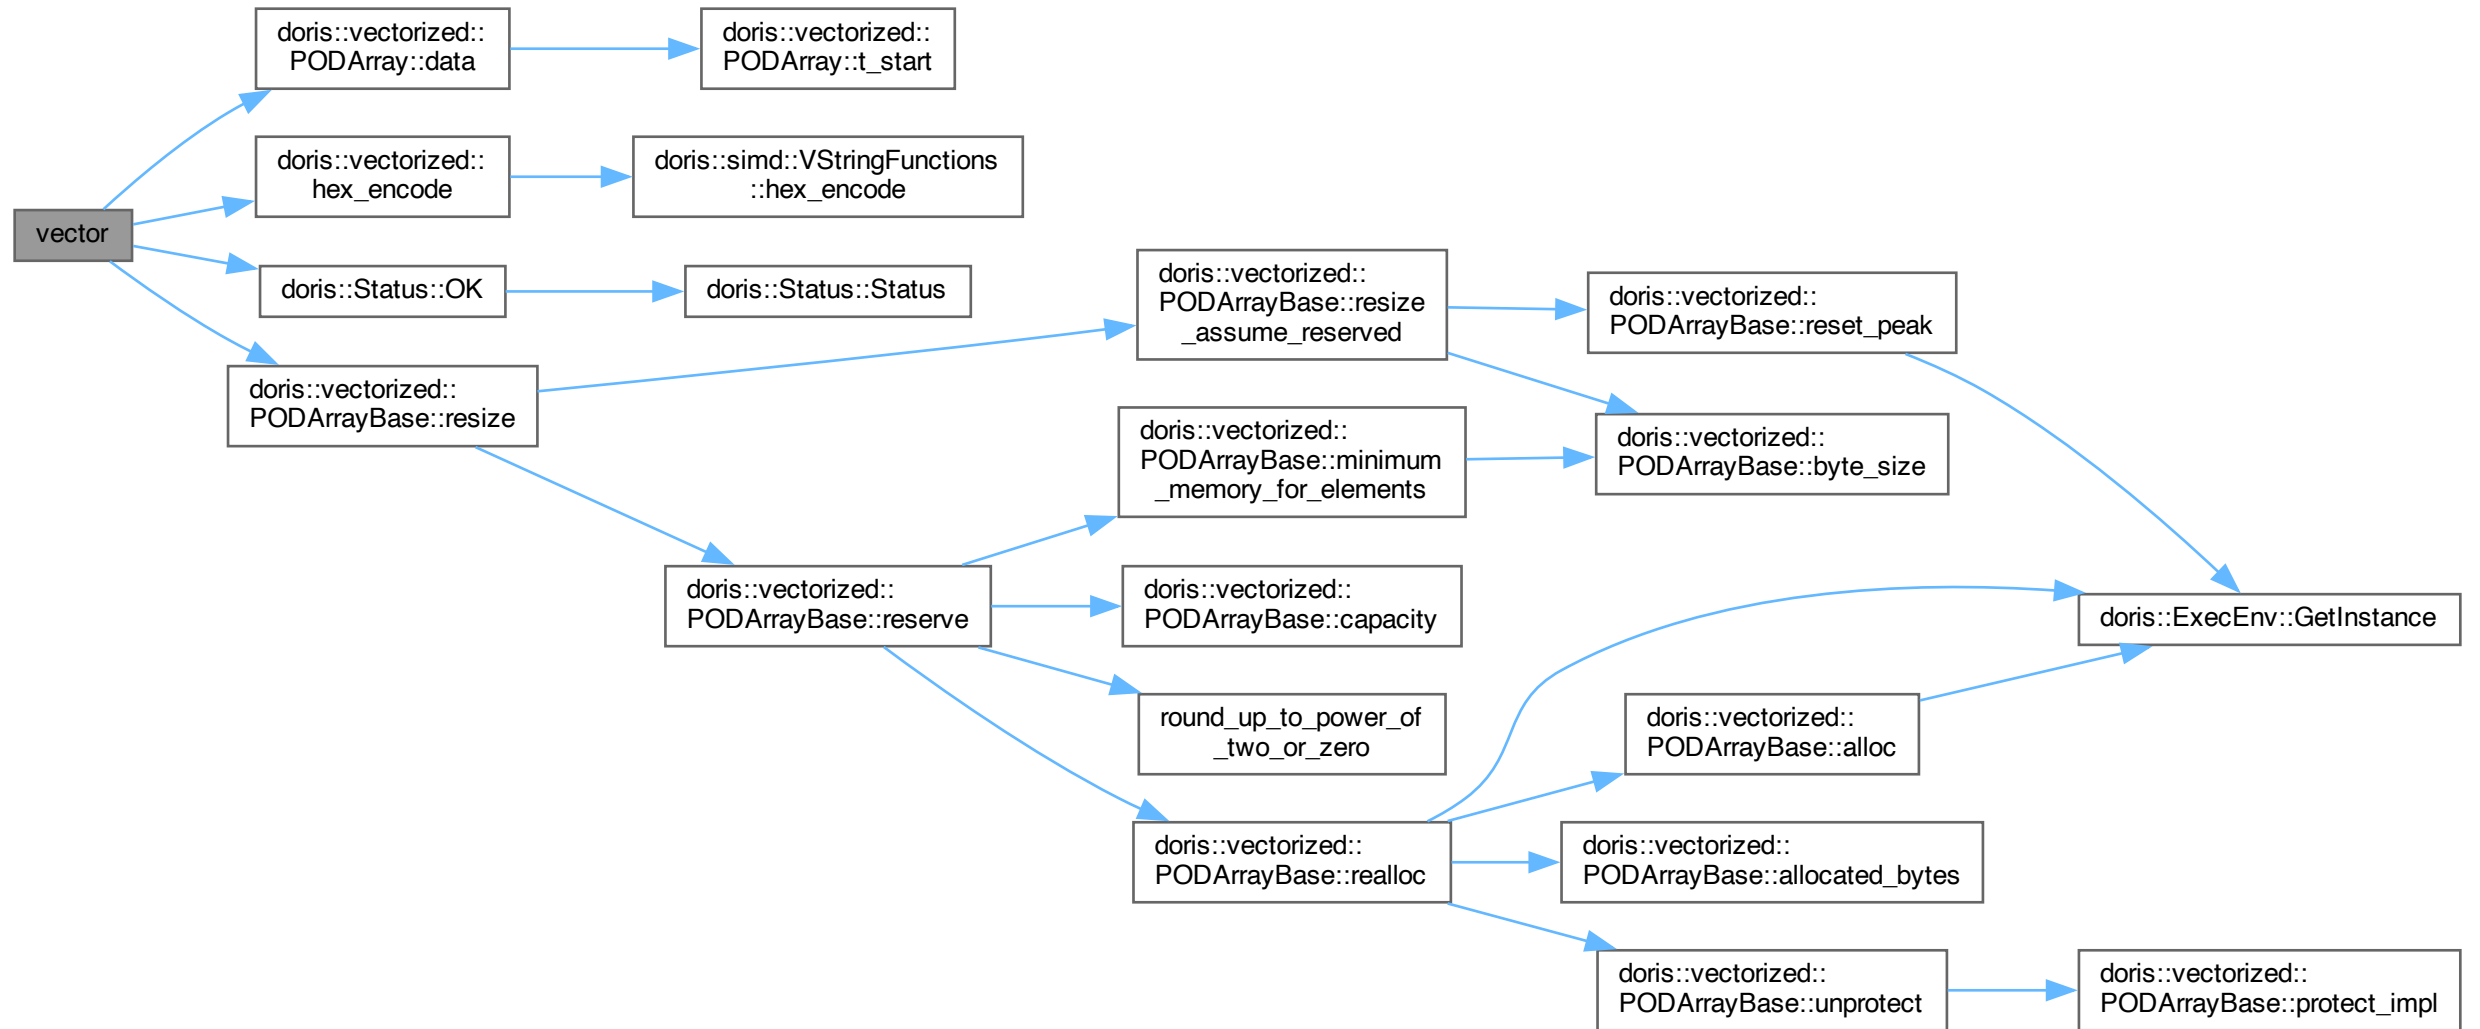 doris::vectorized::
PODArray::data
doris::vectorized::
PODArray::t_start
doris::vectorized::
hex_encode
doris::simd::VStringFunctions
::hex_encode
vector
doris::Status::OK
doris::Status::Status
doris::vectorized::
PODArrayBase::resize
doris::vectorized::
PODArrayBase::resize
_assume_reserved
doris::vectorized::
PODArrayBase::reset_peak
doris::vectorized::
PODArrayBase::minimum
_memory_for_elements
doris::vectorized::
PODArrayBase::byte_size
doris::vectorized::
PODArrayBase::reserve
doris::vectorized::
PODArrayBase::capacity
doris::ExecEnv::GetInstance
round_up_to_power_of
_two_or_zero
doris::vectorized::
PODArrayBase::alloc
doris::vectorized::
PODArrayBase::realloc
doris::vectorized::
PODArrayBase::allocated_bytes
doris::vectorized::
PODArrayBase::unprotect
doris::vectorized::
PODArrayBase::protect_impl